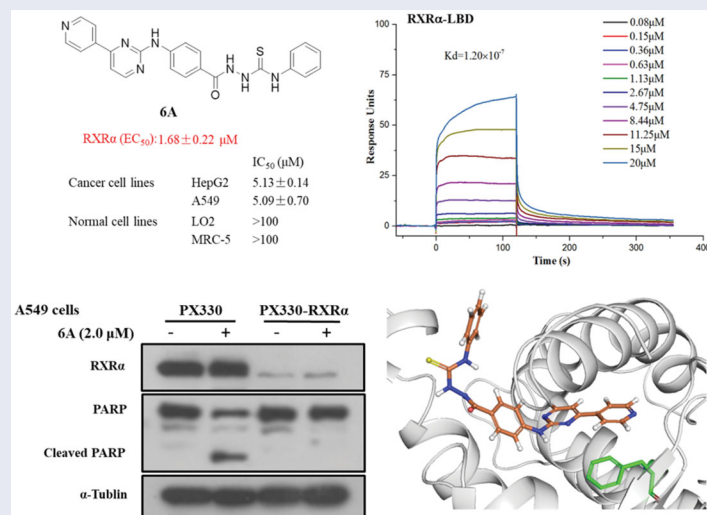 N
N
N
H
N
O
H
N
N
H
S
N
H
6A
RXRα (EC50):1.68±0.22 μM
IC50 (μM)
Cancer cell lines HepG2 5.13±0.14
A549 5.09±0.70
Normal cell lines LO2 >100
MRC-5 >100
RXRα-LBD
Kd=1.20×10-7
0.08μM
0.15μM
0.36μM
0.63μM
1.13μM
2.67μM
4.75μM
8.44μM
11.25μM
15μM
20μM
Response Units
100
75
50
25
0
0 100 200 300 400
Time (s)
A549 cells PX330 PX330-RXRα
6A (2.0 μM) - + - +
RXRα
PARP
Cleaved PARP
α-Tublin